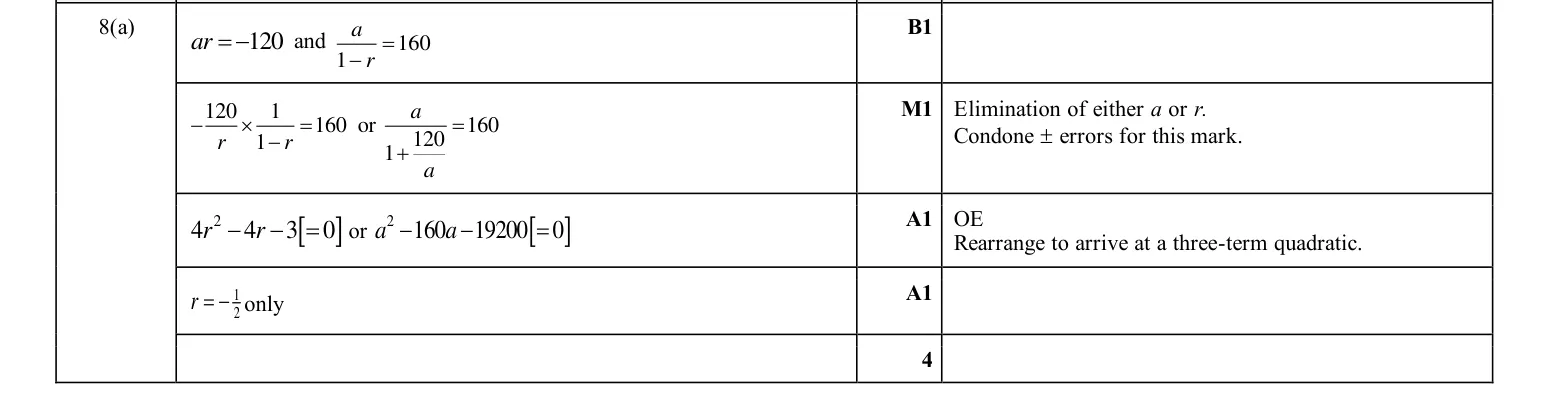 8(a)
ar = −120 and a/(1 − r) = 160
B1
−120/r × 1/(1 − r) = 160 or a/(1 + 120/a) = 160
M1
Elimination of either a or r.
Condone ± errors for this mark.
4r² − 4r − 3[= 0] or a² − 160a − 19200[= 0]
A1
OE
Rearrange to arrive at a three-term quadratic.
r = −½ only
A1
4